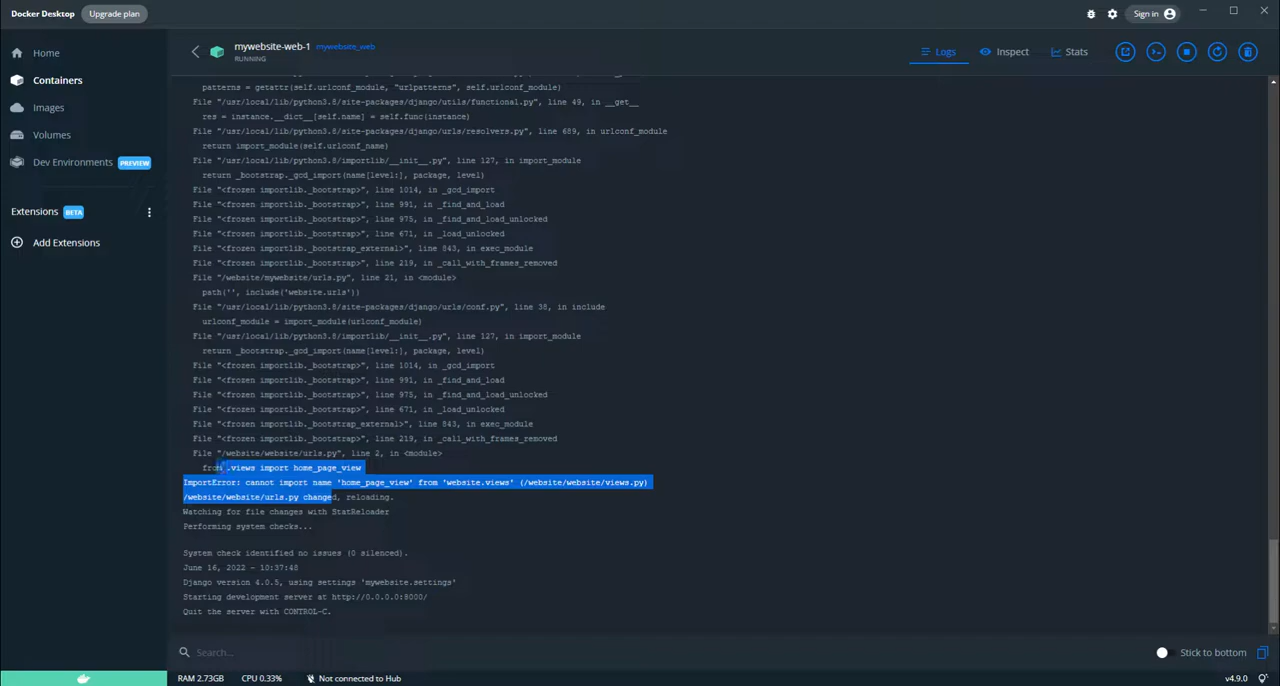 Docker Desktop
Upgrade plan
Sign in
Home
Containers
Images
Volumes
Dev Environments PREVIEW
Extensions BETA
Add Extensions
mywebsite-web-1 mywebsite_web
RUNNING
Logs
Inspect
Stats
patterns = getattr(self.urlconf_module, "urlpatterns", self.urlconf_module)
File "/usr/local/lib/python3.8/site-packages/django/utils/functional.py", line 49, in __get__
res = instance.__dict__[self.name] = self.func(instance)
File "/usr/local/lib/python3.8/site-packages/django/urls/resolvers.py", line 689, in urlconf_module
return import_module(self.urlconf_name)
File "/usr/local/lib/python3.8/importlib/__init__.py", line 127, in import_module
return _bootstrap._gcd_import(name[level:], package, level)
File "<frozen importlib._bootstrap>", line 1014, in _gcd_import
File "<frozen importlib._bootstrap>", line 991, in _find_and_load
File "<frozen importlib._bootstrap>", line 975, in _find_and_load_unlocked
File "<frozen importlib._bootstrap>", line 671, in _load_unlocked
File "<frozen importlib._bootstrap_external>", line 843, in exec_module
File "<frozen importlib._bootstrap>", line 219, in _call_with_frames_removed
File "/website/mywebsite/urls.py", line 21, in <module>
path('', include('website.urls'))
File "/usr/local/lib/python3.8/site-packages/django/urls/conf.py", line 38, in include
urlconf_module = import_module(urlconf_module)
File "/usr/local/lib/python3.8/importlib/__init__.py", line 127, in import_module
return _bootstrap._gcd_import(name[level:], package, level)
File "<frozen importlib._bootstrap>", line 1014, in _gcd_import
File "<frozen importlib._bootstrap>", line 991, in _find_and_load
File "<frozen importlib._bootstrap>", line 975, in _find_and_load_unlocked
File "<frozen importlib._bootstrap>", line 671, in _load_unlocked
File "<frozen importlib._bootstrap_external>", line 843, in exec_module
File "<frozen importlib._bootstrap>", line 219, in _call_with_frames_removed
File "/website/website/urls.py", line 2, in <module>
from .views import home_page_view
ImportError: cannot import name 'home_page_view' from 'website.views' (/website/website/views.py)
/website/website/urls.py changed, reloading.
Watching for file changes with StatReloader
Performing system checks...
System check identified no issues (0 silenced).
June 16, 2022 - 10:37:48
Django version 4.0.5, using settings 'mywebsite.settings'
Starting development server at http://0.0.0.0:8000/
Quit the server with CONTROL-C.
Search...
Stick to bottom
RAM 2.73GB CPU 0.33% Not connected to Hub
v4.9.0